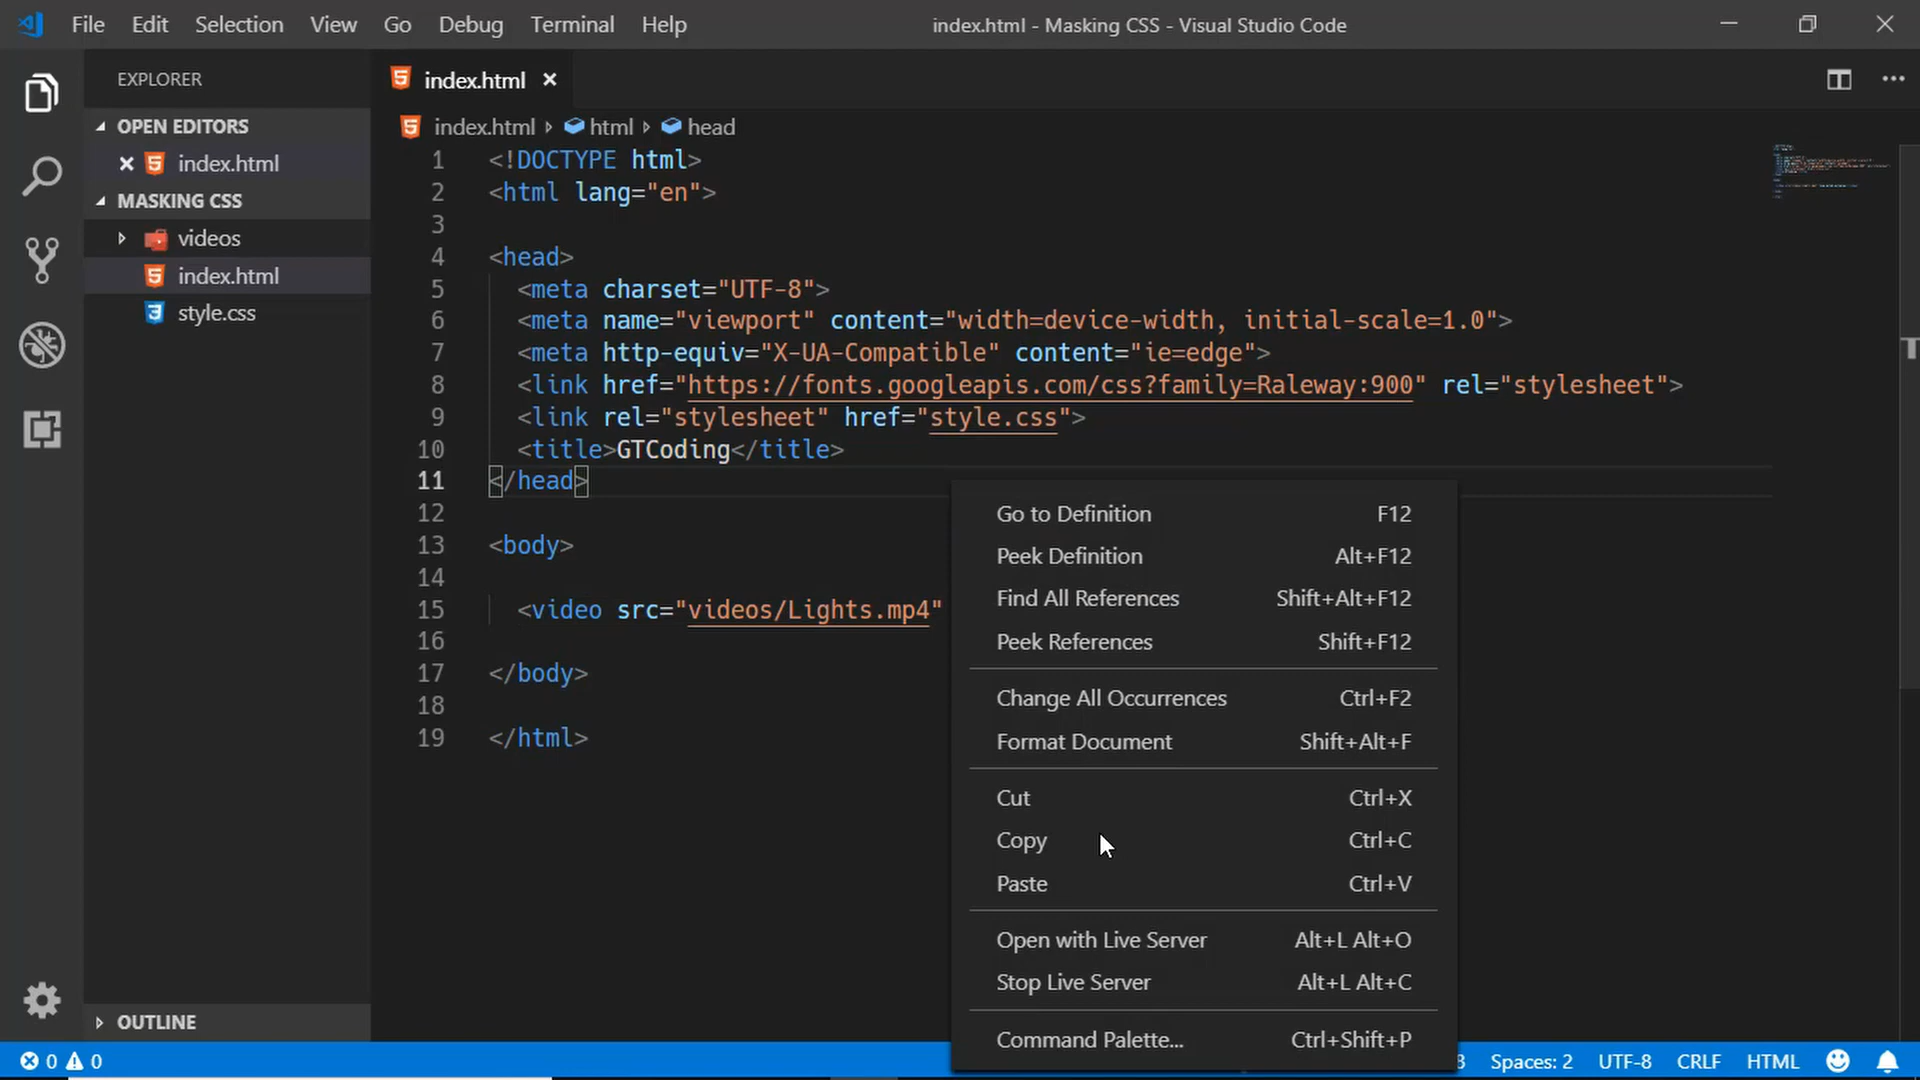 File Edit Selection View Go Debug Terminal Help index.html - Masking CSS - Visual Studio Code
EXPLORER
OPEN EDITORS
index.html
MASKING CSS
videos
index.html
style.css
OUTLINE
index.html
index.html html head
1 <!DOCTYPE html>
2 <html lang="en">
3
4 <head>
5 <meta charset="UTF-8">
6 <meta name="viewport" content="width=device-width, initial-scale=1.0">
7 <meta http-equiv="X-UA-Compatible" content="ie=edge">
8 <link href="https://fonts.googleapis.com/css?family=Raleway:900" rel="stylesheet">
9 <link rel="stylesheet" href="style.css">
10 <title>GTCoding</title>
11 </head>
12
13 <body>
14
15 <video src="videos/Lights.mp4"
16
17 </body>
18
19 </html>
Go to Definition F12
Peek Definition Alt+F12
Find All References Shift+Alt+F12
Peek References Shift+F12
Change All Occurrences Ctrl+F2
Format Document Shift+Alt+F
Cut Ctrl+X
Copy Ctrl+C
Paste Ctrl+V
Open with Live Server Alt+L Alt+O
Stop Live Server Alt+L Alt+C
Command Palette... Ctrl+Shift+P
0 0 Spaces: 2 UTF-8 CRLF HTML